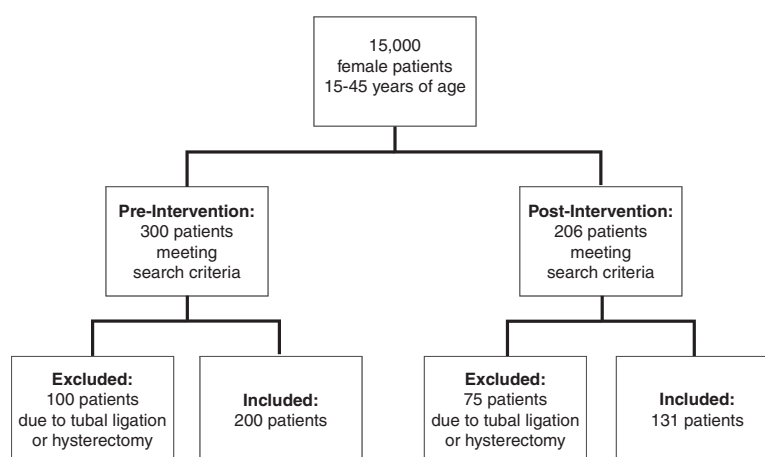 15,000
female patients
15-45 years of age
Pre-Intervention:
300 patients
meeting
search criteria
Post-Intervention:
206 patients
meeting
search criteria
Excluded:
100 patients
due to tubal ligation
or hysterectomy
Included:
200 patients
Excluded:
75 patients
due to tubal ligation
or hysterectomy
Included:
131 patients